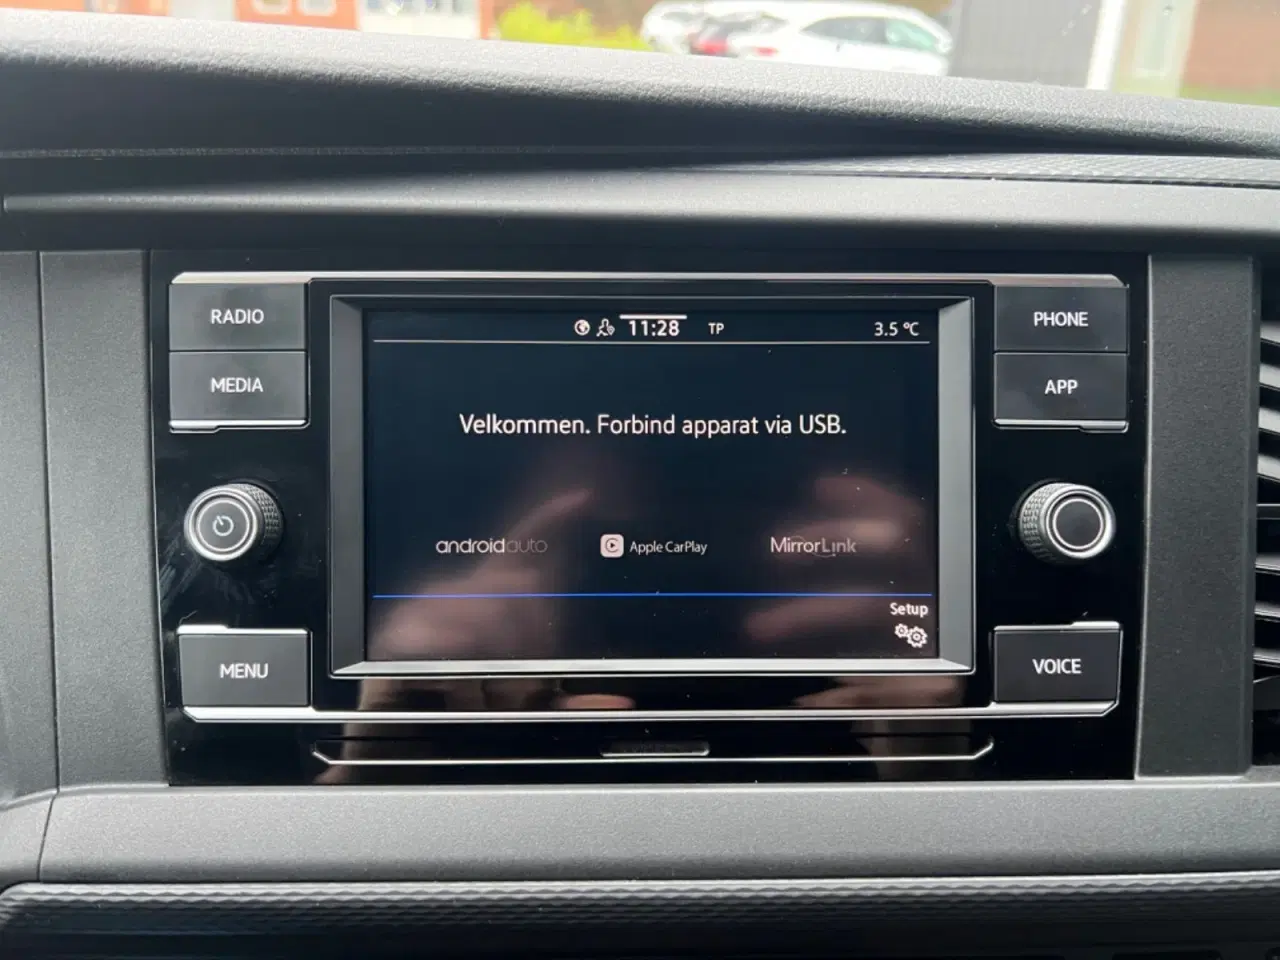 RADIO
MEDIA
MENU
11:28
TP
3.5 °C
Velkommen. Forbind apparat via USB.
androidauto
Apple CarPlay
MirrorLink
Setup
PHONE
APP
VOICE